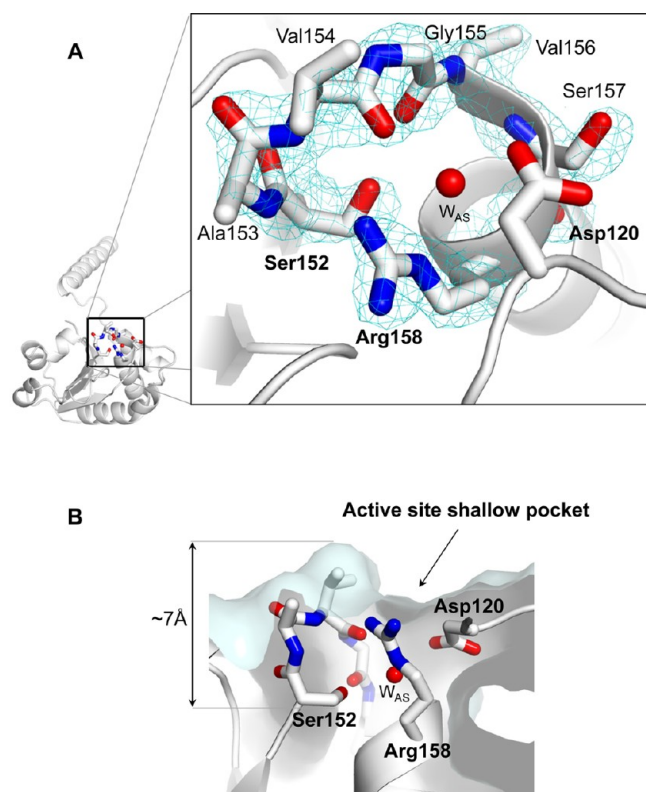 A
Val154
Gly155
Val156
Ser157
W_AS
Ala153
Ser152
Asp120
Arg158
B
Active site shallow pocket
Asp120
~7Å
W_AS
Ser152
Arg158